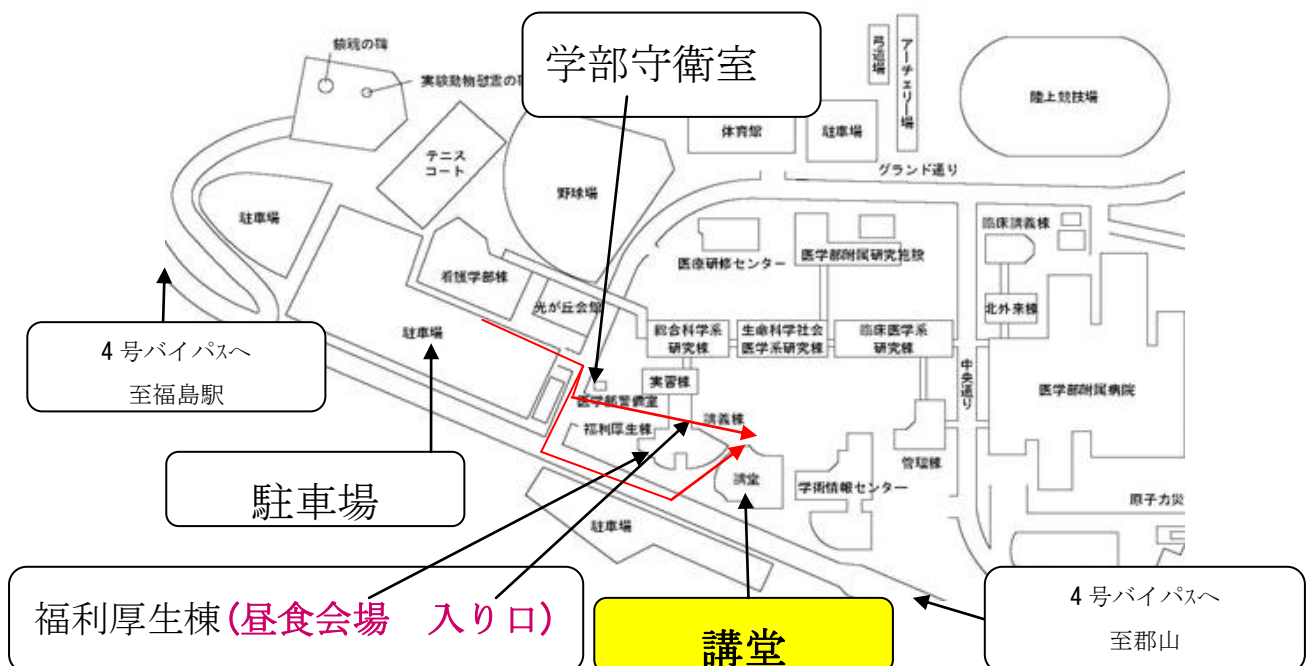 学部守衛室
実験動物慰霊の
弓道場
アーチェリー場
陸上競技場
体育館
駐車場
グランド通り
テニス
コート
野球場
駐車場
看護学部棟
光が丘会館
医療研修センター
医学部附属研究施設
臨床講義棟
北外来棟
総合科学系
研究棟
生命科学社会
医学系研究棟
臨床医学系
研究棟
中央通り
医学部附属病院
駐車場
4号バイパスへ
至福島駅
実習棟
医学部警備室
福利厚生棟
講義棟
講堂
管理棟
学術情報センター
原子力災
駐車場
駐車場
福利厚生棟(昼食会場 入り口)
講堂
4号バイパスへ
至郡山